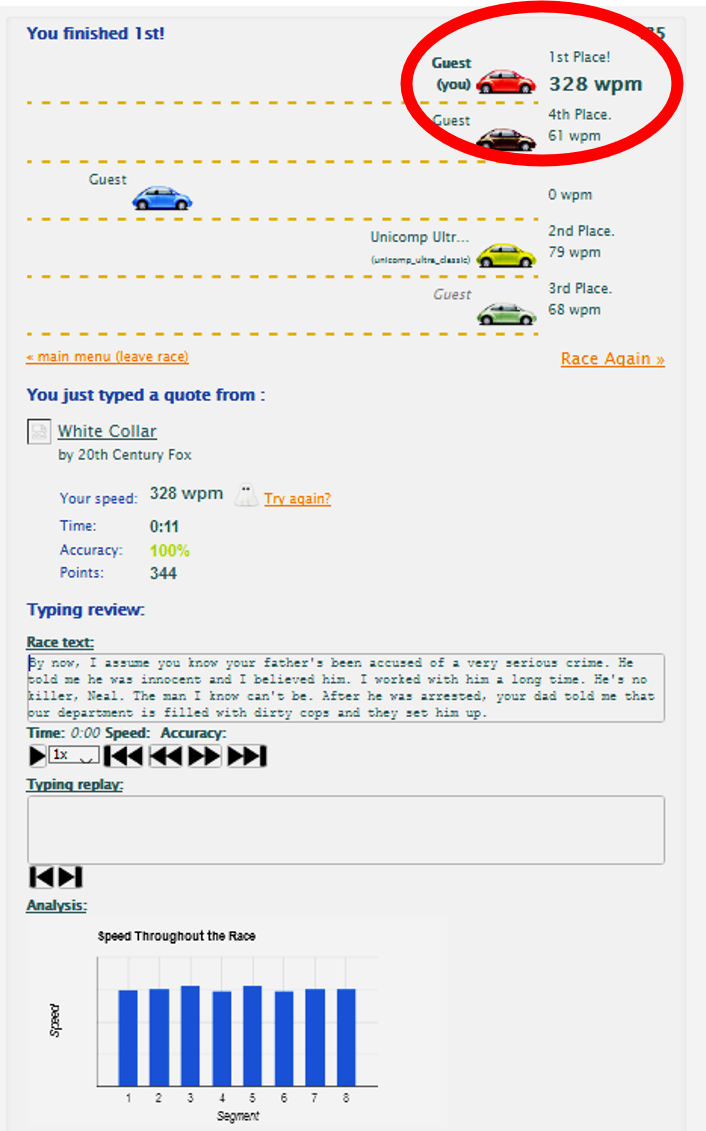 You finished 1st!
Guest
(you)
1st Place!
328 wpm
Guest
4th Place.
61 wpm
Guest
0 wpm
Unicomp Ultr...
(unicomp_ultra_classic)
2nd Place.
79 wpm
Guest
3rd Place.
68 wpm
« main menu (leave race)
Race Again »
You just typed a quote from :
White Collar
by 20th Century Fox
Your speed: 328 wpm Try again?
Time: 0:11
Accuracy: 100%
Points: 344
Typing review:
Race text:
By now, I assume you know your father's been accused of a very serious crime. He
told me he was innocent and I believed him. I worked with him a long time. He's no
killer, Neal. The man I know can't be. After he was arrested, your dad told me that
our department is filled with dirty cops and they set him up.
Time: 0:00 Speed: Accuracy:
1x
Typing replay:
Analysis:
Speed Throughout the Race
Speed
1 2 3 4 5 6 7 8
Segment